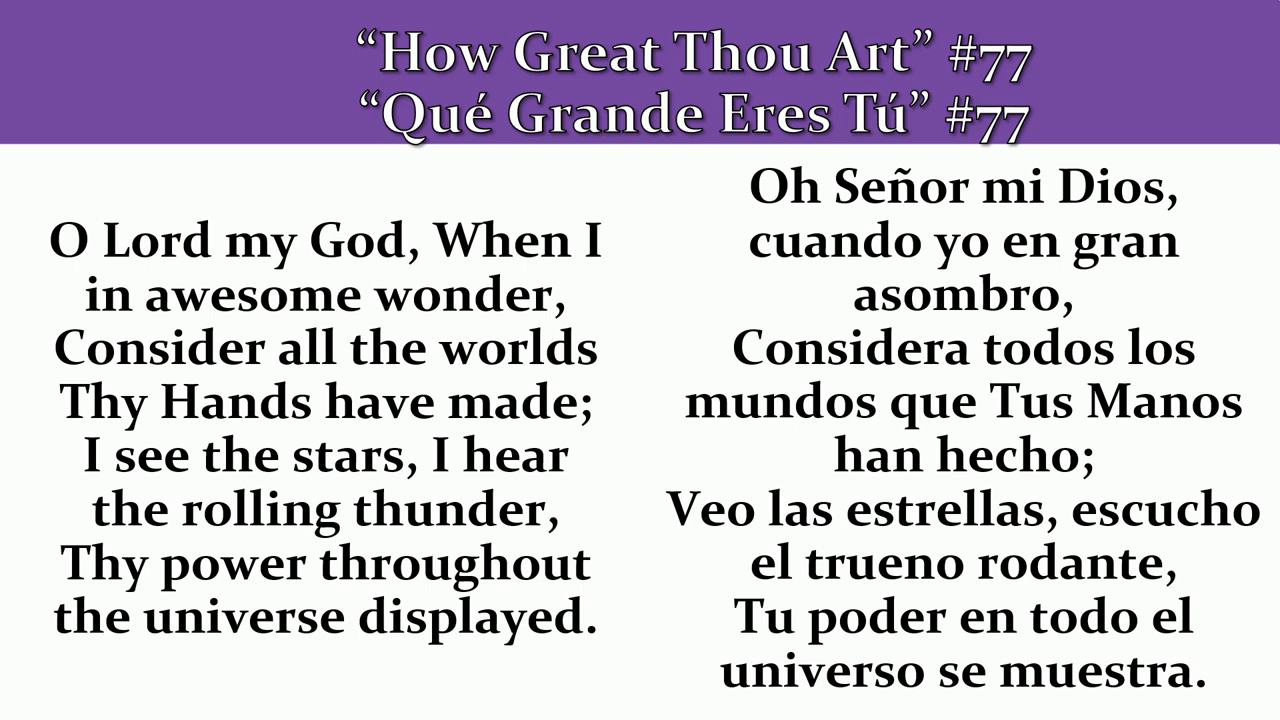 “How Great Thou Art” #77
“Qué Grande Eres Tú” #77
O Lord my God, When I
in awesome wonder,
Consider all the worlds
Thy Hands have made;
I see the stars, I hear
the rolling thunder,
Thy power throughout
the universe displayed.
Oh Señor mi Dios,
cuando yo en gran
asombro,
Considera todos los
mundos que Tus Manos
han hecho;
Veo las estrellas, escucho
el trueno rodante,
Tu poder en todo el
universo se muestra.